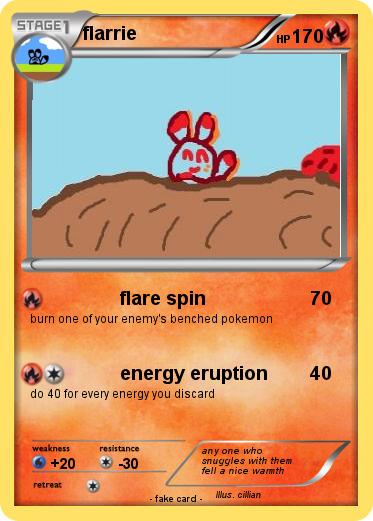 STAGE1 flarrie HP170
flare spin 70
burn one of your enemy's benched pokemon
energy eruption 40
do 40 for every energy you discard
weakness resistance
+20 -30
retreat
any one who
snuggles with them
fell a nice wamth
- fake card - Illus. cillian